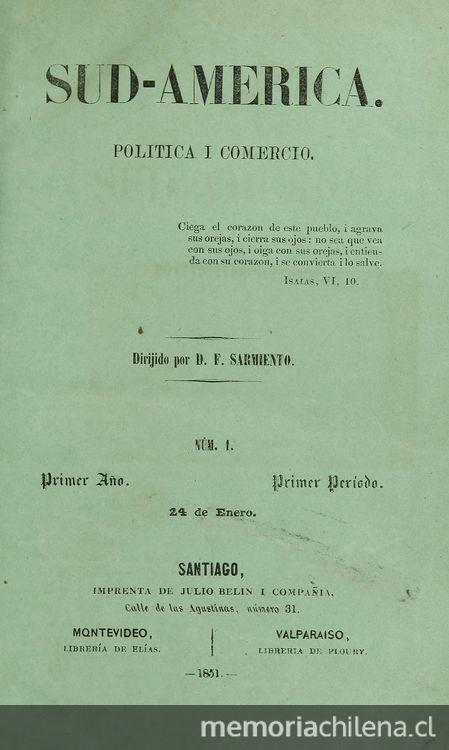 SUD-AMERICA.
POLITICA I COMERCIO.
Ciega el corazon de este pueblo, i agrava
sus orejas, i cierra sus ojos: no sea que vea
con sus ojos, i oiga con sus orejas, i entien-
da con su corazon, i se convierta i lo salve.
ISAIAS, VI, 10.
Dirijido por D. F. SARMIENTO.
NÚM. 1.
Primer Año. Primer Período.
24 de Enero.
SANTIAGO,
IMPRENTA DE JULIO BELIN I COMPAÑIA,
Calle de las Agustinas, número 31.
MONTEVIDEO, VALPARAISO,
LIBRERÍA DE ELÍAS. LIBRERIA DE PLOURY.
—1851.—
memoriachilena.cl